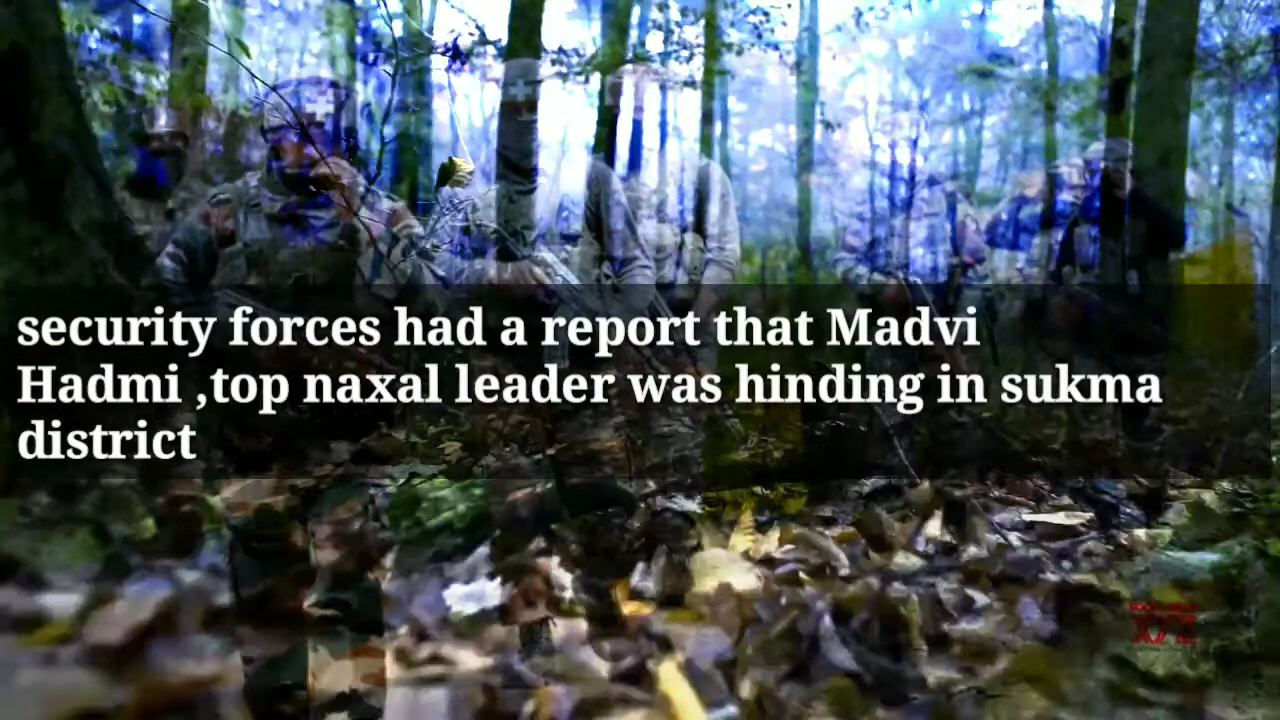 security forces had a report that Madvi
Hadmi ,top naxal leader was hinding in sukma
district